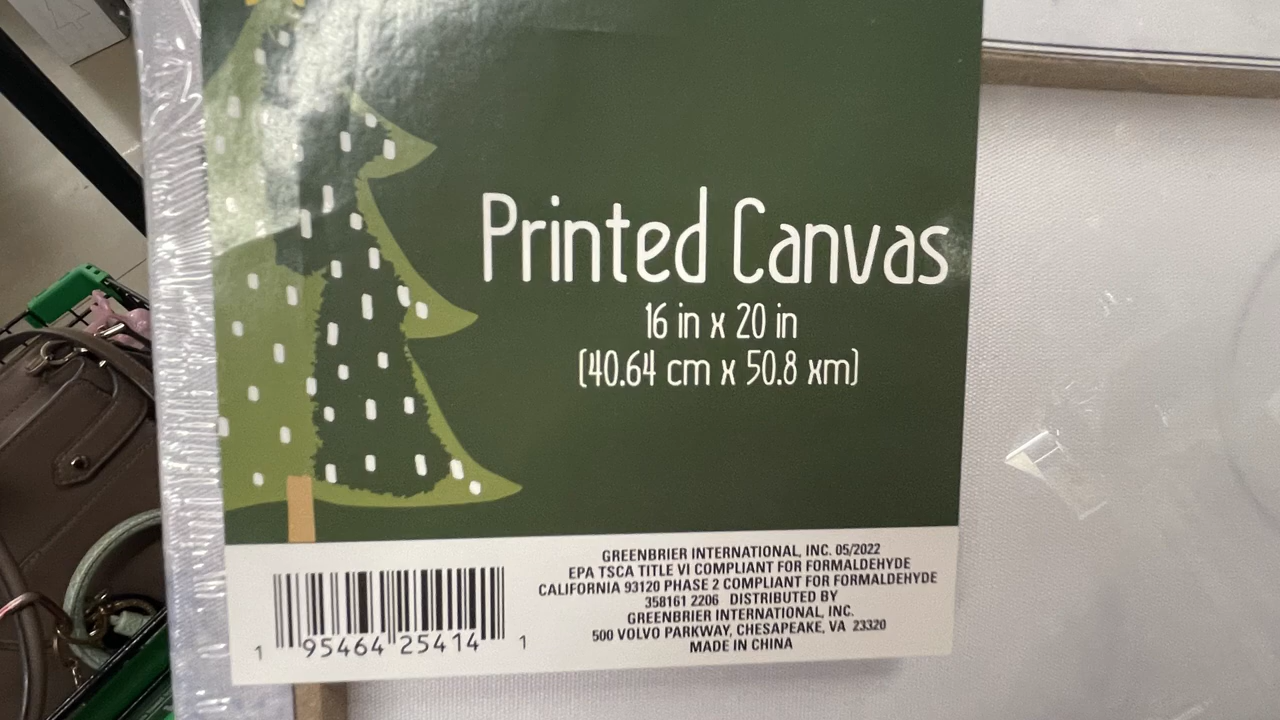 Printed Canvas
16 in x 20 in
(40.64 cm x 50.8 xm)
GREENBRIER INTERNATIONAL, INC. 05/2022
EPA TSCA TITLE VI COMPLIANT FOR FORMALDEHYDE
CALIFORNIA 93120 PHASE 2 COMPLIANT FOR FORMALDEHYDE
358161 2206 DISTRIBUTED BY
GREENBRIER INTERNATIONAL, INC.
500 VOLVO PARKWAY, CHESAPEAKE, VA 23320
MADE IN CHINA
1 95464 25414 1